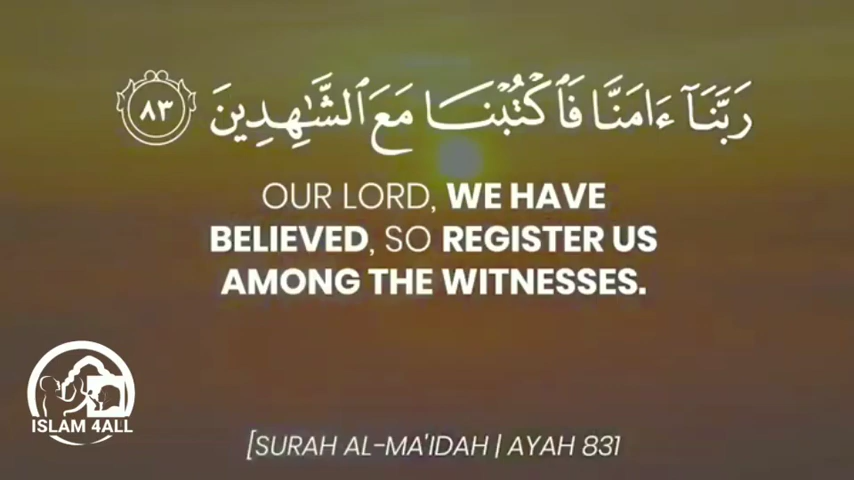 رَبَّنَآ ءَامَنَّا فَٱكْتُبْنَا مَعَ ٱلشَّٰهِدِينَ ٨٣
OUR LORD, WE HAVE
BELIEVED, SO REGISTER US
AMONG THE WITNESSES.
ISLAM 4ALL
[SURAH AL-MA'IDAH | AYAH 831